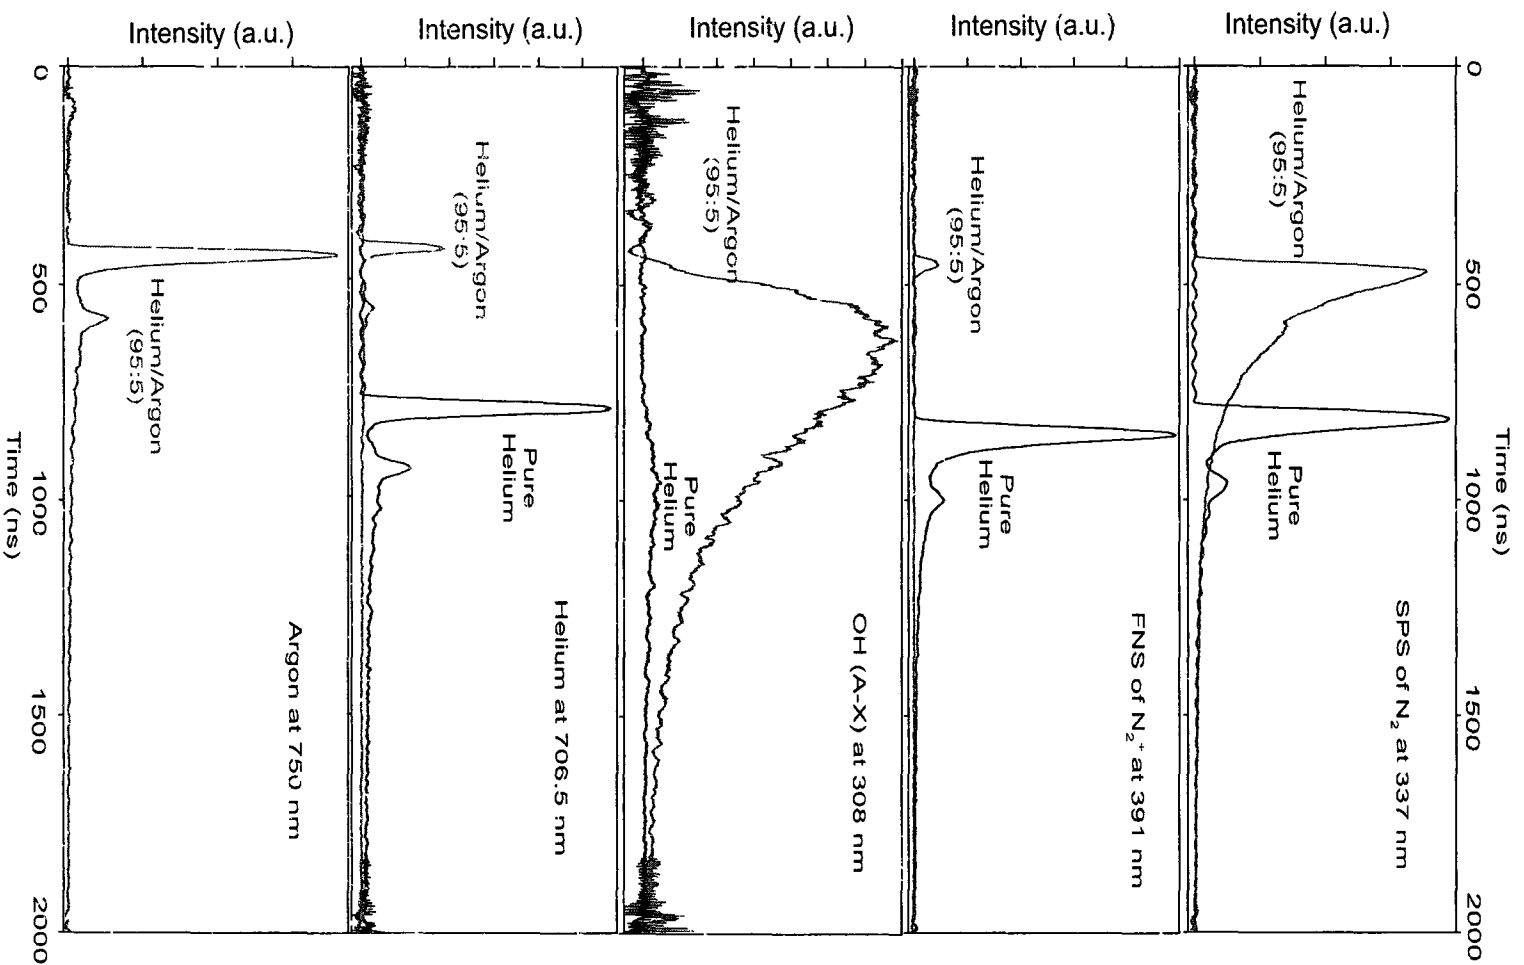 Intensity (a.u.)
Intensity (a.u.)
Intensity (a.u.)
Intensity (a.u.)
Intensity (a.u.)
0
500
1000
1500
2000
Time (ns)
Helium/Argon
(95:5)
Pure
Helium
SPS of N₂ at 337 nm
Helium/Argon
(95:5)
Pure
Helium
FNS of N₂⁺ at 391 nm
Helium/Argon
(95:5)
Pure
Helium
OH (A-X) at 308 nm
Helium/Argon
(95:5)
Pure
Helium
Helium at 706.5 nm
Helium/Argon
(95:5)
Argon at 750 nm
0
500
1000
1500
2000
Time (ns)